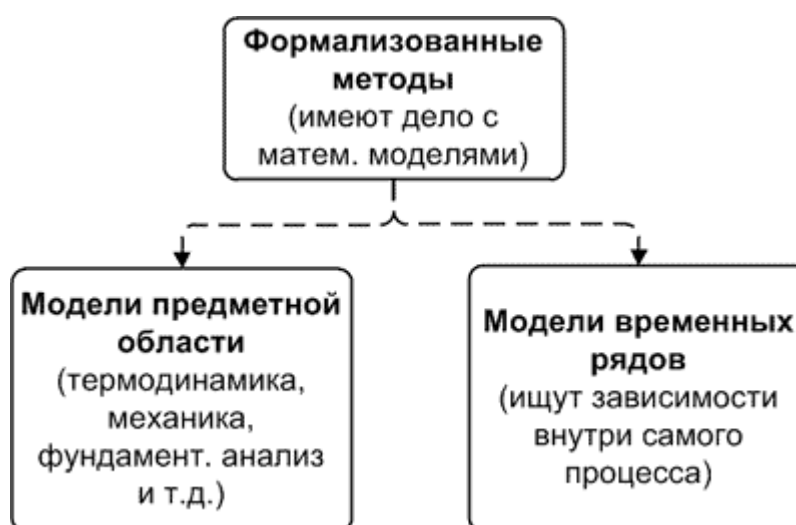 Формализованные
методы
(имеют дело с
матем. моделями)
Модели предметной
области
(термодинамика,
механика,
фундамент. анализ
и т.д.)
Модели временных
рядов
(ищут зависимости
внутри самого
процесса)